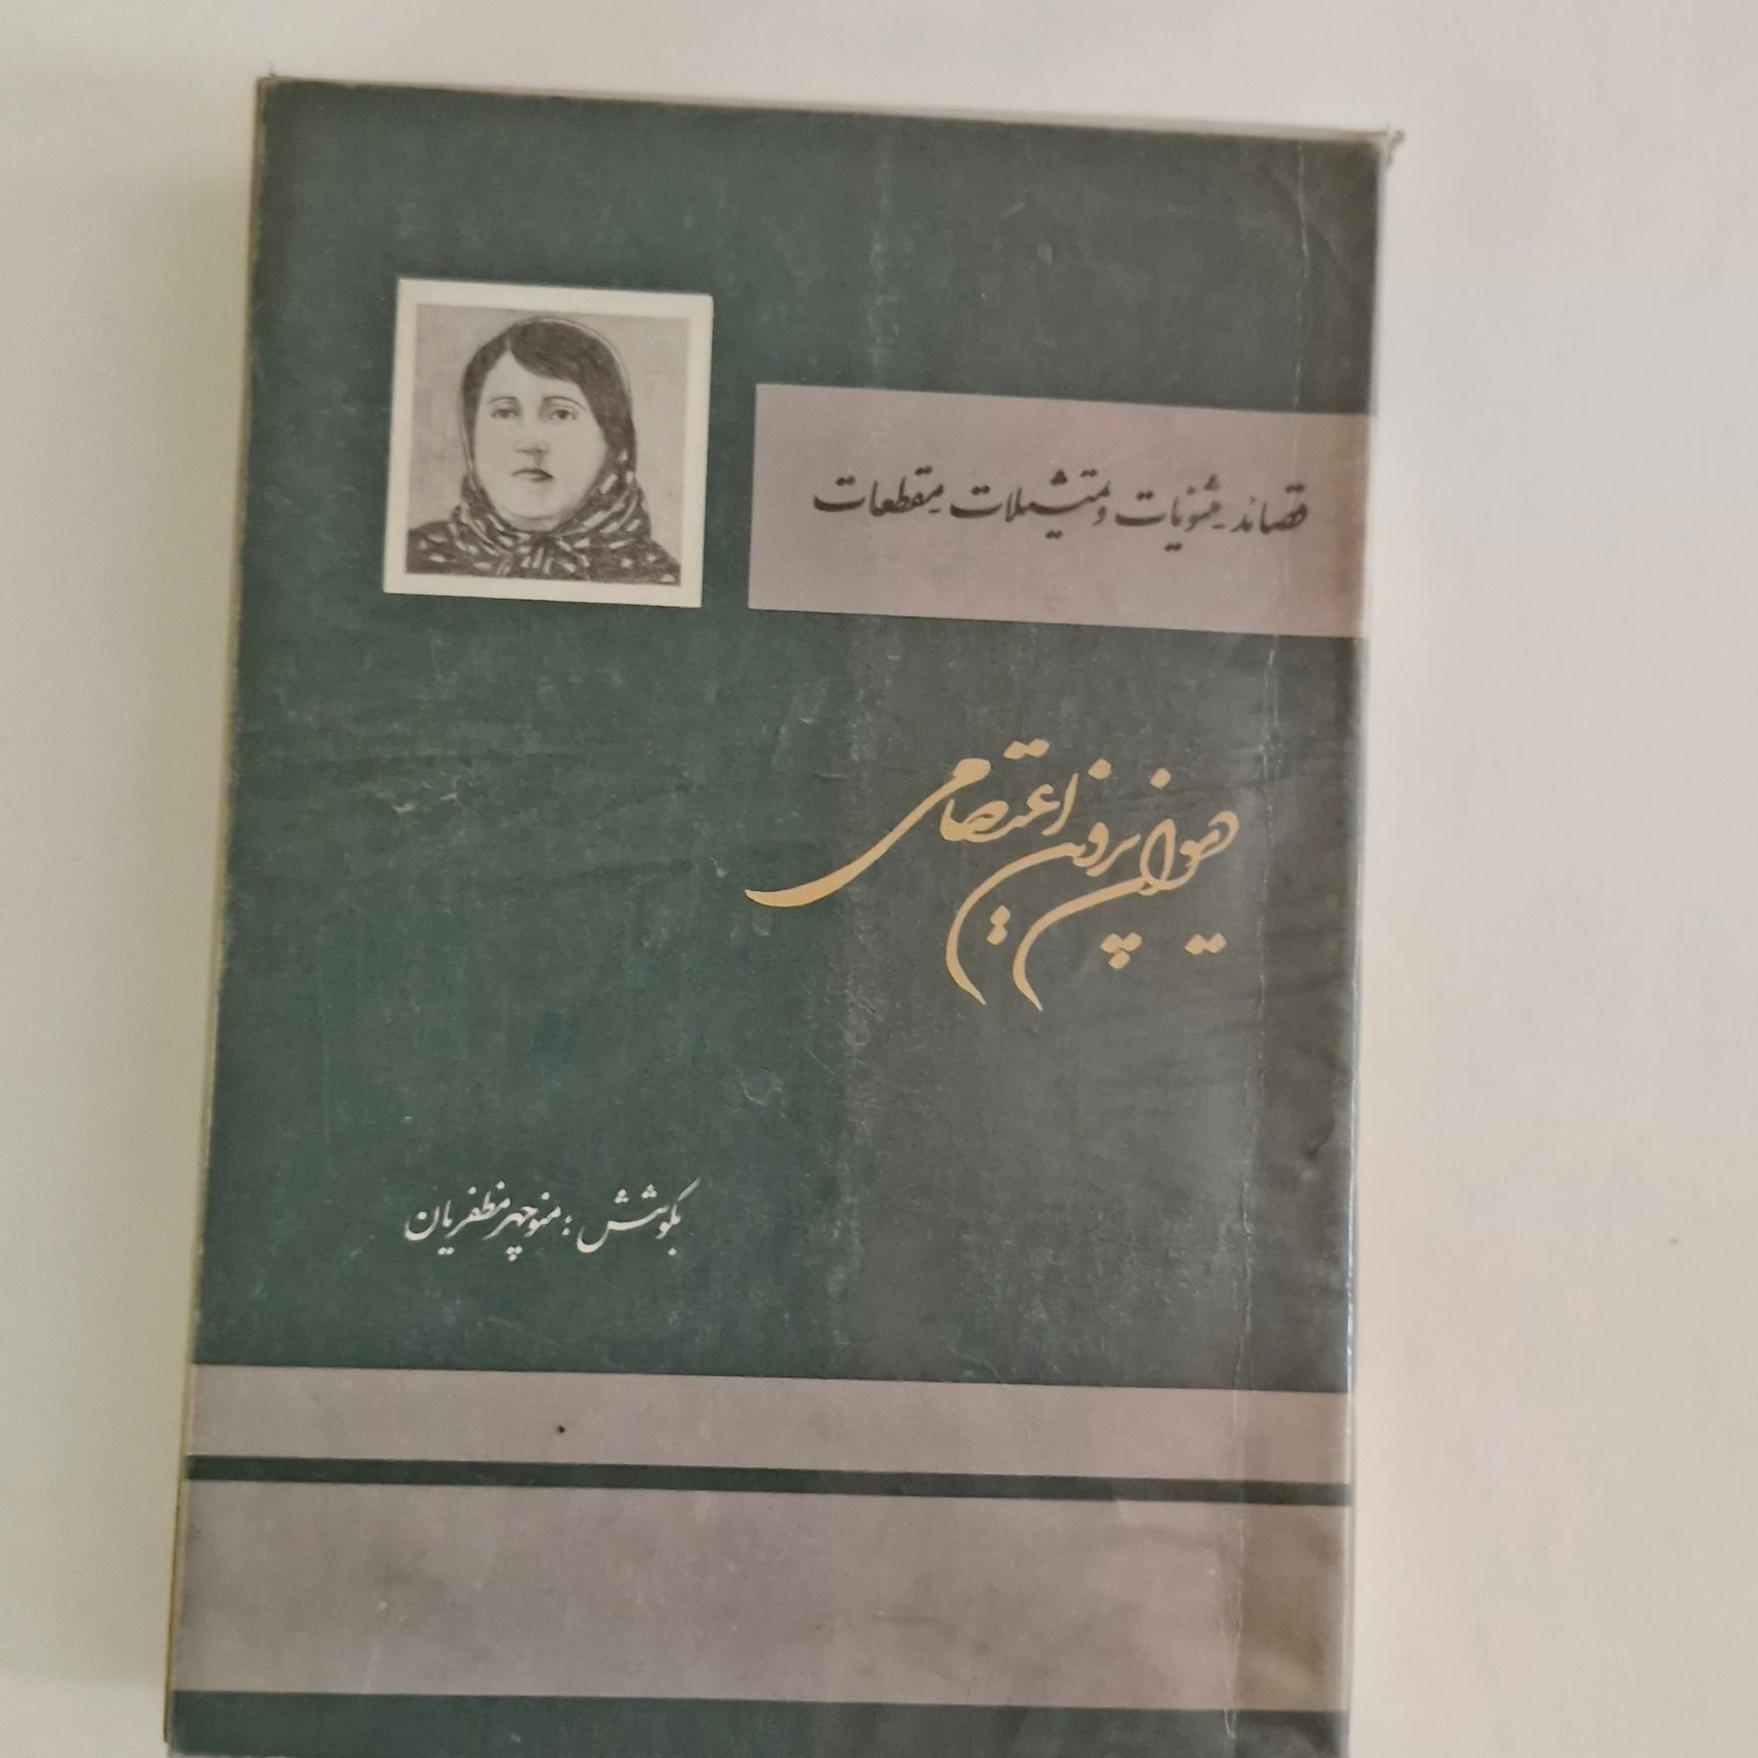 قصائد - مثنویات و تمثیلات - مقطعات
دیوان پروین اعتصامی
بکوشش : منوچهر مظفریان